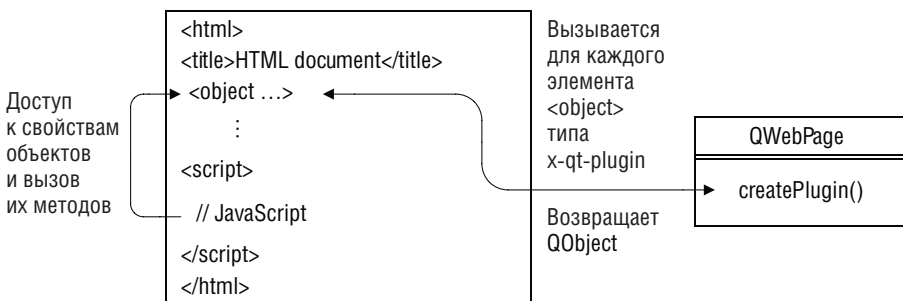 Доступ
к свойствам
объектов
и вызов
их методов
<html>
<title>HTML document</title>
<object ...>
⋮
<script>
// JavaScript
</script>
</html>
Вызывается
для каждого
элемента
<object>
типа
x-qt-plugin
Возвращает
QObject
QWebPage
createPlugin()